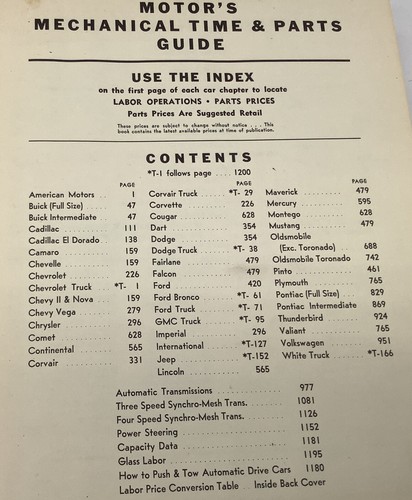 MOTOR'S
MECHANICAL TIME & PARTS
GUIDE
USE THE INDEX
on the first page of each car chapter to locate
LABOR OPERATIONS • PARTS PRICES
Parts Prices Are Suggested Retail
These prices are subject to change without notice . . . . This
book contains the latest available prices at time of publication.
CONTENTS
*T-1 follows page .... 1200
PAGE
American Motors .. 1
Buick (Full Size) .. 47
Buick Intermediate .. 47
Cadillac .......... 111
Cadillac El Dorado .. 138
Camaro .......... 159
Chevelle .......... 159
Chevrolet .......... 226
Chevrolet Truck .. *T- 1
Chevy II & Nova .. 159
Chevy Vega ...... 279
Chrysler .......... 296
Comet .......... 628
Continental ...... 565
Corvair .......... 331
PAGE
Corvair Truck ...... *T- 29
Corvette .......... 226
Cougar .......... 628
Dart .......... 354
Dodge .......... 354
Dodge Truck ...... *T- 38
Fairlane .......... 479
Falcon .......... 479
Ford .......... 420
Ford Bronco ...... *T- 61
Ford Truck ...... *T- 71
GMC Truck ...... *T- 95
Imperial .......... 296
International ...... *T-127
Jeep .......... *T-152
Lincoln .......... 565
PAGE
Maverick .......... 479
Mercury .......... 595
Montego .......... 628
Mustang .......... 479
Oldsmobile
(Exc. Toronado) .. 688
Oldsmobile Toronado 742
Pinto .......... 461
Plymouth .......... 765
Pontiac (Full Size) .. 829
Pontiac Intermediate 869
Thunderbird ...... 924
Valiant .......... 765
Volkswagen ...... 951
White Truck ...... *T-166
Automatic Transmissions .... 977
Three Speed Synchro-Mesh Trans. .... 1081
Four Speed Synchro-Mesh Trans. .... 1126
Power Steering .......... 1152
Capacity Data .......... 1181
Glass Labor .......... 1195
How to Push & Tow Automatic Drive Cars 1180
Labor Price Conversion Table .. Inside Back Cover